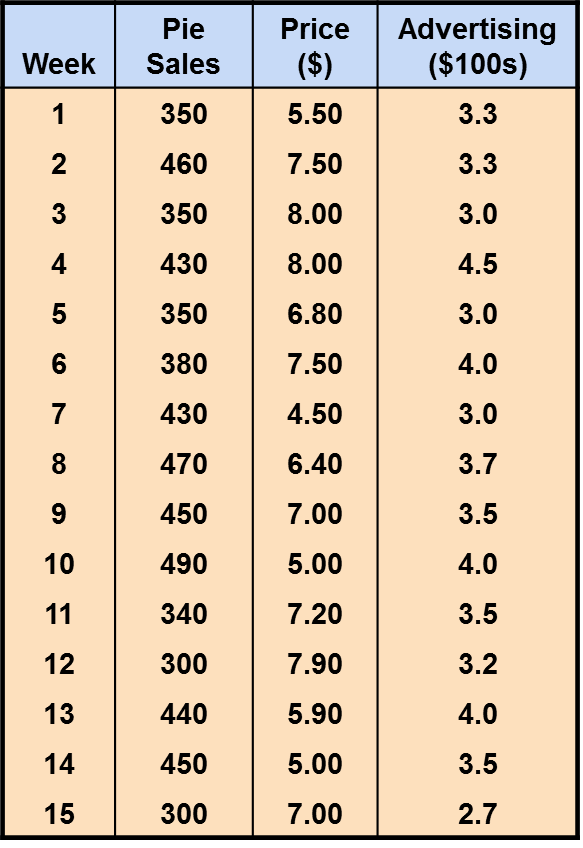 Week Pie Sales Price ($) Advertising ($100s)
1 350 5.50 3.3
2 460 7.50 3.3
3 350 8.00 3.0
4 430 8.00 4.5
5 350 6.80 3.0
6 380 7.50 4.0
7 430 4.50 3.0
8 470 6.40 3.7
9 450 7.00 3.5
10 490 5.00 4.0
11 340 7.20 3.5
12 300 7.90 3.2
13 440 5.90 4.0
14 450 5.00 3.5
15 300 7.00 2.7